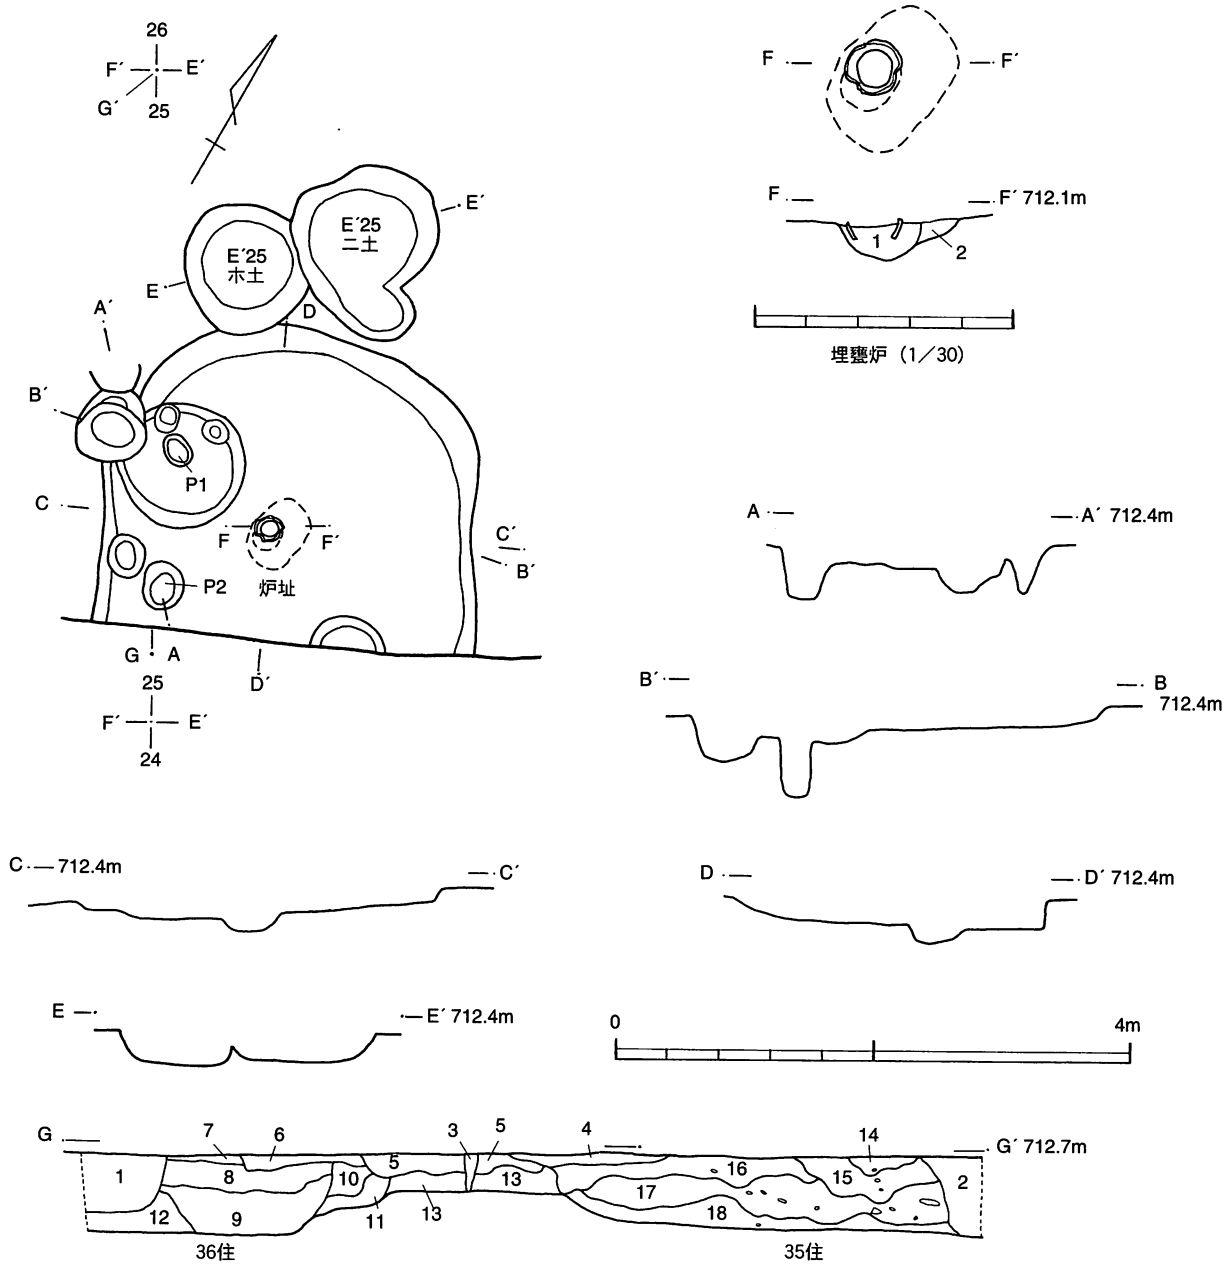 26
F′ E′
G′ 25
F F′
E′
E′25
二土
E′25
ホ土
E
D
A′
B′
P1
C
F F′
C′
B′
炉址
P2
G A
D′
25
F′ E′
24
F F′ 712.1m
1
2
埋甕炉（1／30）
A A′ 712.4m
B′ B
712.4m
C 712.4m
C′
D D′ 712.4m
E E′ 712.4m
0 4m
G G′ 712.7m
7 6 3 5 4 14
1 8 10 5 13 16 15 2
12 9 11 13 17 18
36住 35住